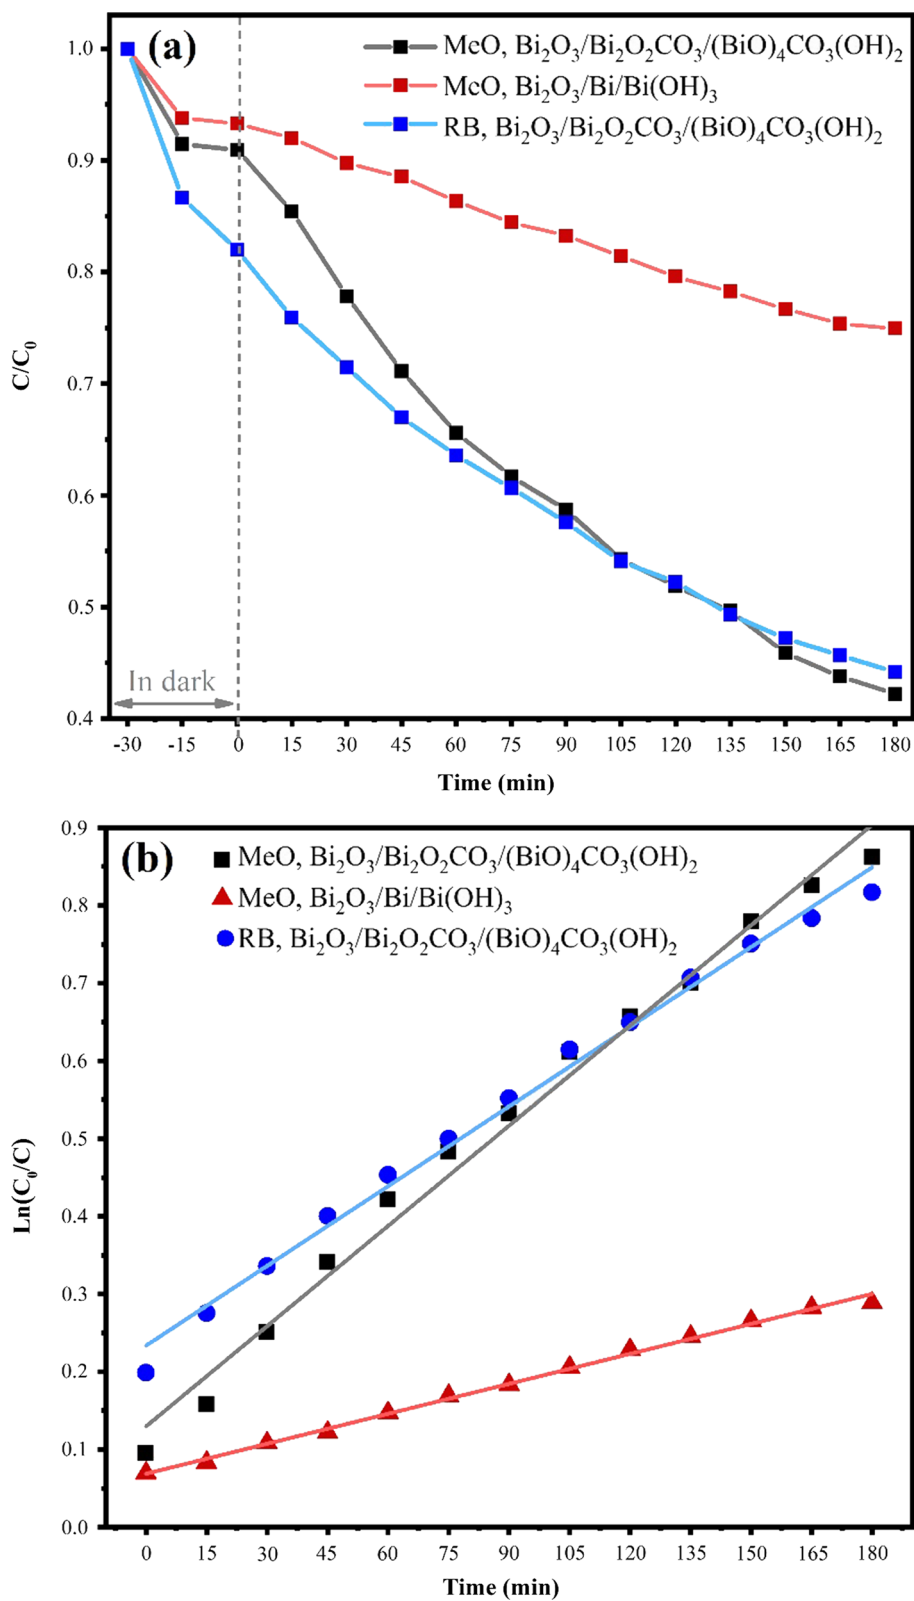 (a)
MeO, Bi₂O₃/Bi₂O₂CO₃/(BiO)₄CO₃(OH)₂
MeO, Bi₂O₃/Bi/Bi(OH)₃
RB, Bi₂O₃/Bi₂O₂CO₃/(BiO)₄CO₃(OH)₂
C/C₀
1.0
0.9
0.8
0.7
0.6
0.5
0.4
In dark
-30 -15 0 15 30 45 60 75 90 105 120 135 150 165 180
Time (min)
(b)
MeO, Bi₂O₃/Bi₂O₂CO₃/(BiO)₄CO₃(OH)₂
MeO, Bi₂O₃/Bi/Bi(OH)₃
RB, Bi₂O₃/Bi₂O₂CO₃/(BiO)₄CO₃(OH)₂
Ln(C₀/C)
0.9
0.8
0.7
0.6
0.5
0.4
0.3
0.2
0.1
0.0
0 15 30 45 60 75 90 105 120 135 150 165 180
Time (min)